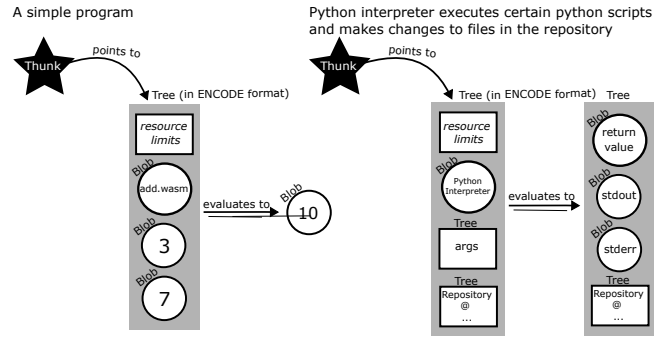 A simple program
Thunk
points to
Tree (in ENCODE format)
resource
limits
Blob
add.wasm
Blob
3
Blob
7
evaluates to
Blob
10
Python interpreter executes certain python scripts
and makes changes to files in the repository
Thunk
points to
Tree (in ENCODE format)
resource
limits
Blob
Python
Interpreter
Tree
args
Tree
Repository
@
...
evaluates to
Tree
Blob
return
value
Blob
stdout
Blob
stderr
Tree
Repository
@
...